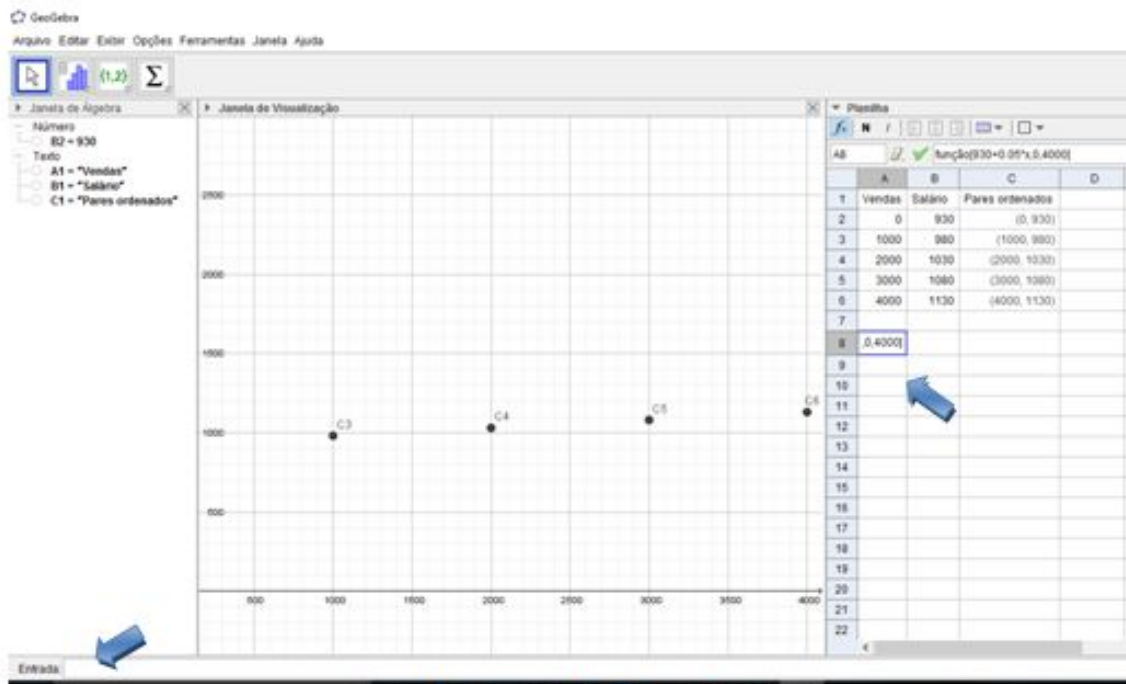 GeoGebra
Arquivo Editar Exibir Opções Ferramentas Janela Ajuda
{1,2} Σ
Janela de Álgebra
Número
B2 = 930
Texto
A1 = "Vendas"
B1 = "Salário"
C1 = "Pares ordenados"
Janela de Visualização
2500
2000
1500
1000
500
500 1000 1500 2000 2500 3000 3500 4000
C3
C4
C5
C6
Planilha
fx N I
A8 função[930+0.05*x,0,4000]
A B C D
1 Vendas Salário Pares ordenados
2 0 930 (0, 930)
3 1000 980 (1000, 980)
4 2000 1030 (2000, 1030)
5 3000 1080 (3000, 1080)
6 4000 1130 (4000, 1130)
7
8 ,0,4000]
9
10
11
12
13
14
15
16
17
18
19
20
21
22
Entrada: